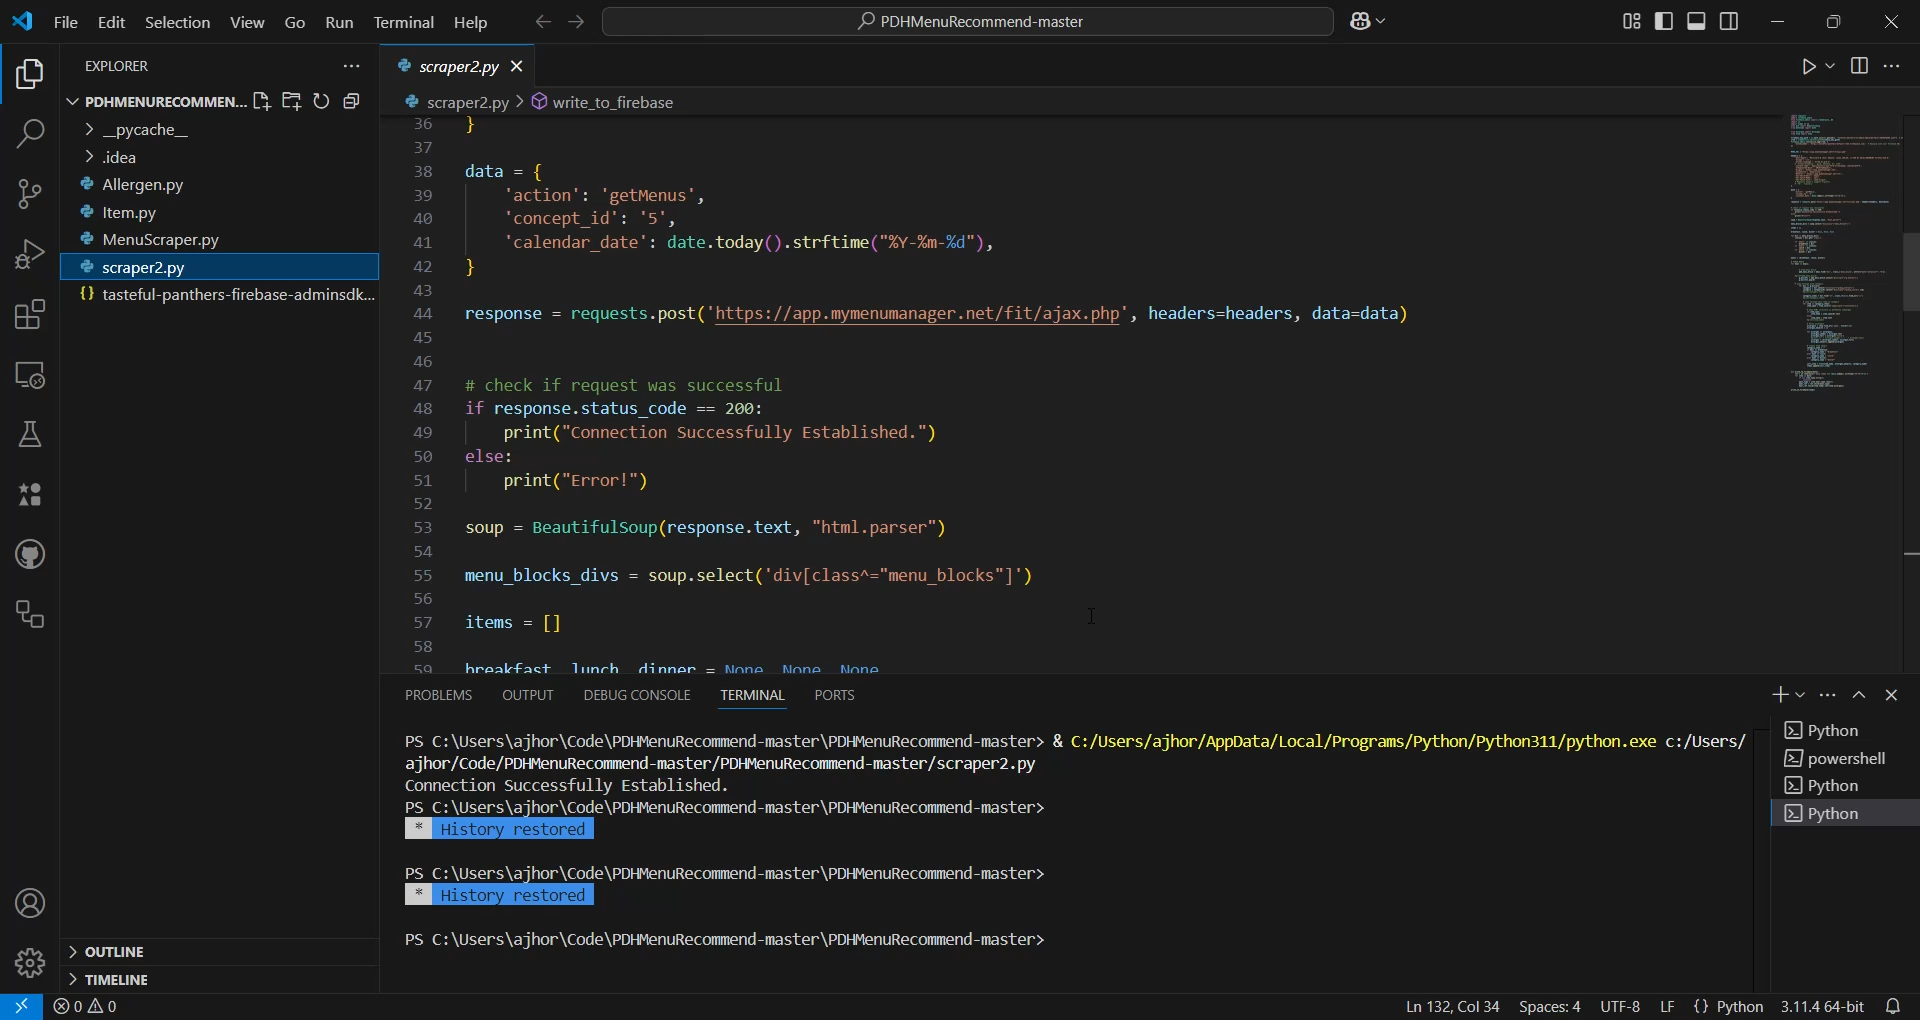 File Edit Selection View Go Run Terminal Help
PDHMenuRecommend-master
EXPLORER
PDHMENURECOMMEN...
__pycache__
.idea
Allergen.py
Item.py
MenuScraper.py
scraper2.py
{} tasteful-panthers-firebase-adminsdk...
OUTLINE
TIMELINE
scraper2.py
scraper2.py > write_to_firebase
36 }
37
38 data = {
39 'action': 'getMenus',
40 'concept_id': '5',
41 'calendar_date': date.today().strftime("%Y-%m-%d"),
42 }
43
44 response = requests.post('https://app.mymenumanager.net/fit/ajax.php', headers=headers, data=data)
45
46
47 # check if request was successful
48 if response.status_code == 200:
49 print("Connection Successfully Established.")
50 else:
51 print("Error!")
52
53 soup = BeautifulSoup(response.text, "html.parser")
54
55 menu_blocks_divs = soup.select('div[class^="menu_blocks"]')
56
57 items = []
58
59 breakfast, lunch, dinner = None, None, None
PROBLEMS OUTPUT DEBUG CONSOLE TERMINAL PORTS
PS C:\Users\ajhor\Code\PDHMenuRecommend-master\PDHMenuRecommend-master> & C:/Users/ajhor/AppData/Local/Programs/Python/Python311/python.exe c:/Users/
ajhor/Code/PDHMenuRecommend-master/PDHMenuRecommend-master/scraper2.py
Connection Successfully Established.
PS C:\Users\ajhor\Code\PDHMenuRecommend-master\PDHMenuRecommend-master>
* History restored
PS C:\Users\ajhor\Code\PDHMenuRecommend-master\PDHMenuRecommend-master>
* History restored
PS C:\Users\ajhor\Code\PDHMenuRecommend-master\PDHMenuRecommend-master>
Python
powershell
Python
Python
0 0
Ln 132, Col 34 Spaces: 4 UTF-8 LF {} Python 3.11.4 64-bit